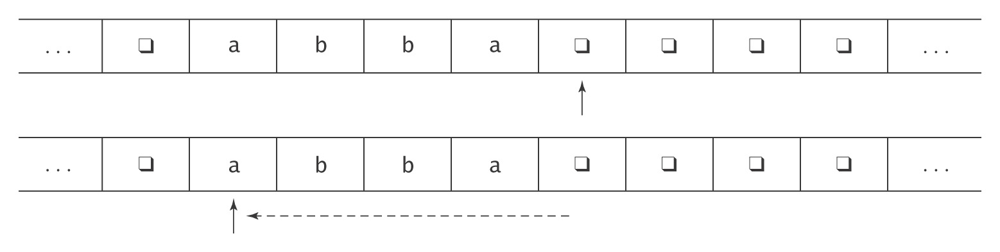 ... ❑ a b b a ❑ ❑ ❑ ❑ ...
... ❑ a b b a ❑ ❑ ❑ ❑ ...